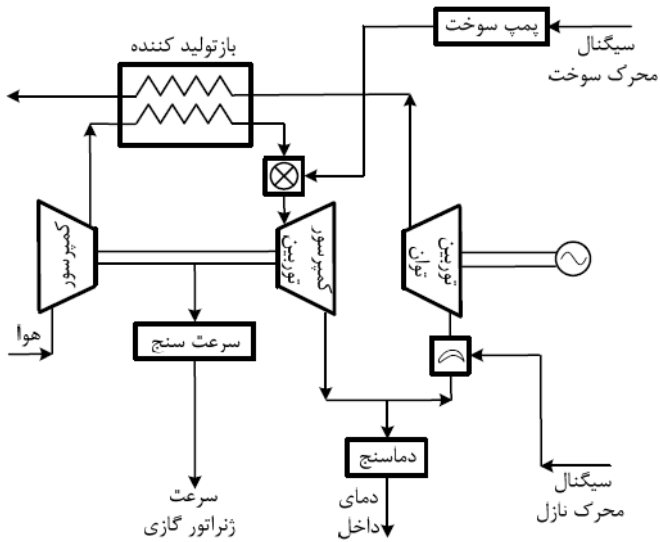 پمپ سوخت
سیگنال
محرک سوخت
بازتولید کننده
کمپرسور
کمپرسور
توربین
توربین
توان
هوا
سرعت سنج
دماسنج
سرعت
ژنراتور گازی
دمای
داخل
سیگنال
محرک نازل